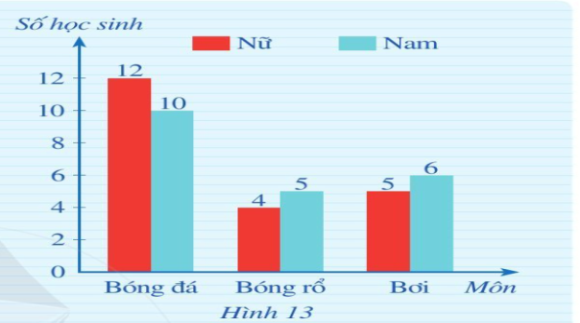 Số học sinh
Nữ Nam
12 10
4 5
5 6
12
10
8
6
4
2
0
Bóng đá Bóng rổ Bơi Môn
Hình 13